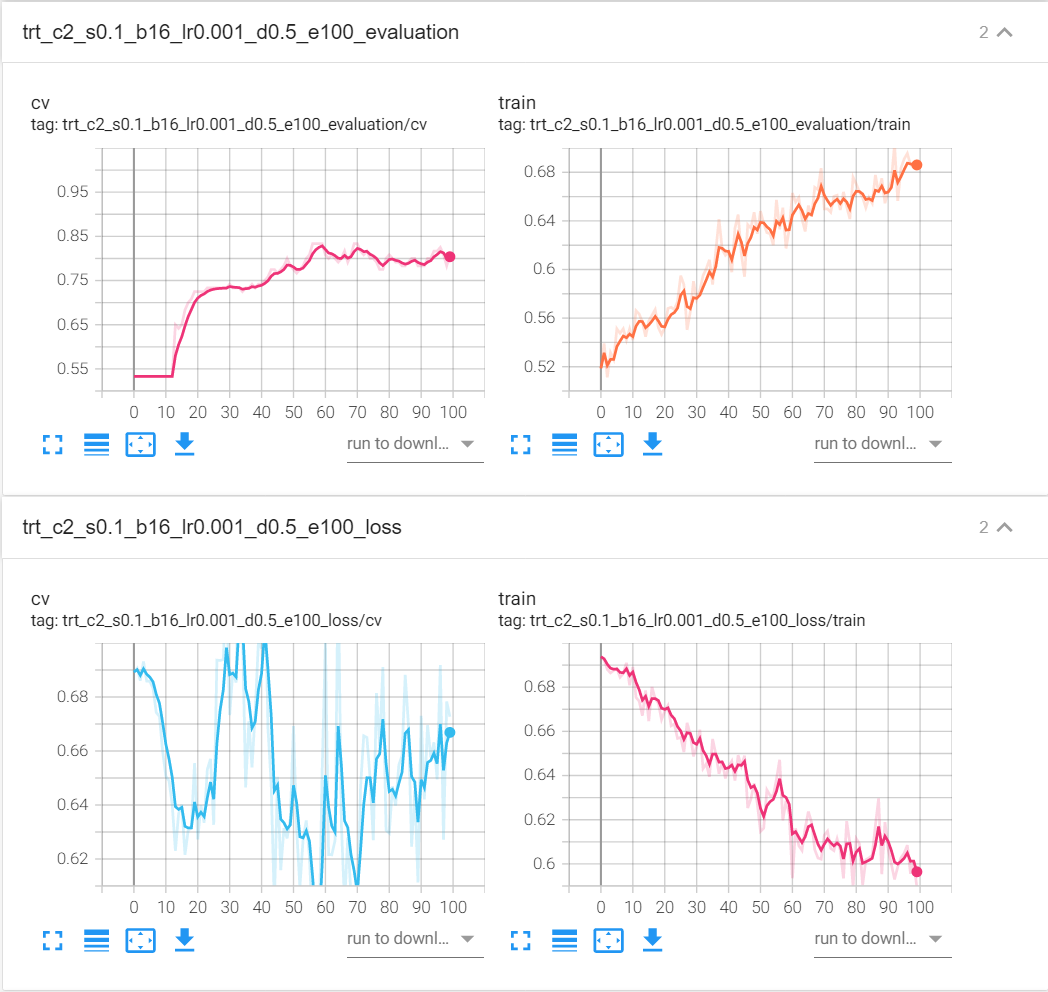 trt_c2_s0.1_b16_lr0.001_d0.5_e100_evaluation 2
cv
tag: trt_c2_s0.1_b16_lr0.001_d0.5_e100_evaluation/cv
0.95
0.85
0.75
0.65
0.55
0 10 20 30 40 50 60 70 80 90 100
run to downl...
train
tag: trt_c2_s0.1_b16_lr0.001_d0.5_e100_evaluation/train
0.68
0.64
0.6
0.56
0.52
0 10 20 30 40 50 60 70 80 90 100
run to downl...
trt_c2_s0.1_b16_lr0.001_d0.5_e100_loss 2
cv
tag: trt_c2_s0.1_b16_lr0.001_d0.5_e100_loss/cv
0.68
0.66
0.64
0.62
0 10 20 30 40 50 60 70 80 90 100
run to downl...
train
tag: trt_c2_s0.1_b16_lr0.001_d0.5_e100_loss/train
0.68
0.66
0.64
0.62
0.6
0 10 20 30 40 50 60 70 80 90 100
run to downl...